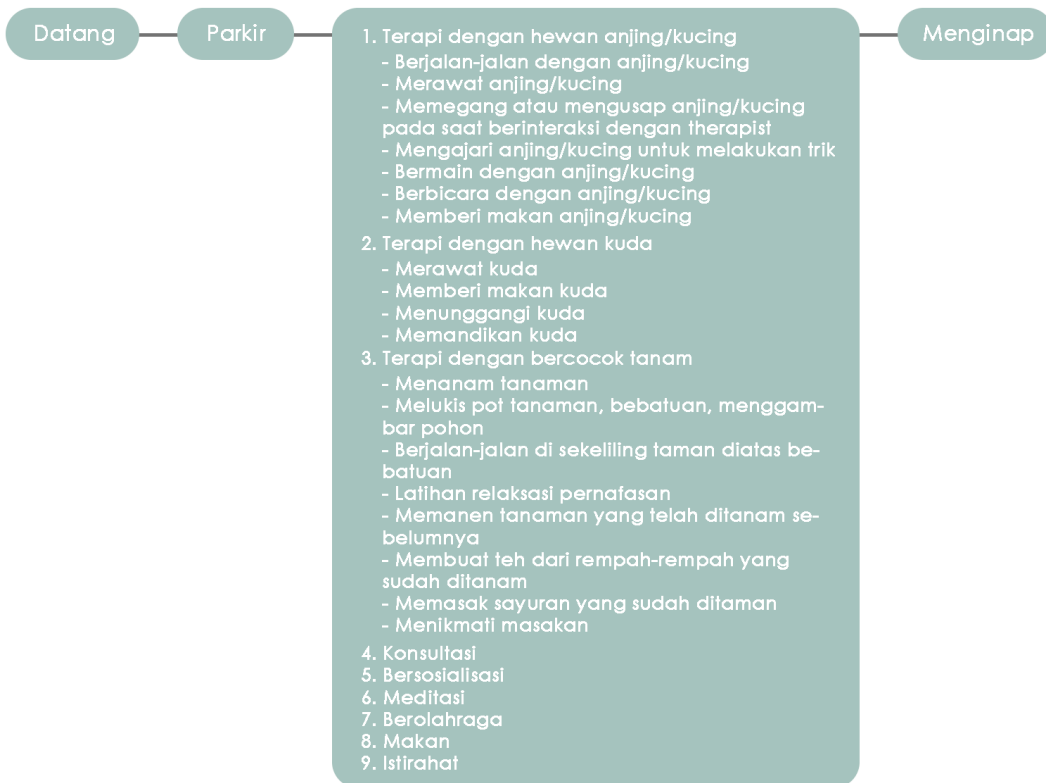 Datang
Parkir
1. Terapi dengan hewan anjing/kucing
- Berjalan-jalan dengan anjing/kucing
- Merawat anjing/kucing
- Memegang atau mengusap anjing/kucing
pada saat berinteraksi dengan therapist
- Mengajari anjing/kucing untuk melakukan trik
- Bermain dengan anjing/kucing
- Berbicara dengan anjing/kucing
- Memberi makan anjing/kucing
2. Terapi dengan hewan kuda
- Merawat kuda
- Memberi makan kuda
- Menunggangi kuda
- Memandikan kuda
3. Terapi dengan bercocok tanam
- Menanam tanaman
- Melukis pot tanaman, bebatuan, menggam-
bar pohon
- Berjalan-jalan di sekeliling taman diatas be-
batuan
- Latihan relaksasi pernafasan
- Memanen tanaman yang telah ditanam se-
belumnya
- Membuat teh dari rempah-rempah yang
sudah ditanam
- Memasak sayuran yang sudah ditaman
- Menikmati masakan
4. Konsultasi
5. Bersosialisasi
6. Meditasi
7. Berolahraga
8. Makan
9. Istirahat
Menginap